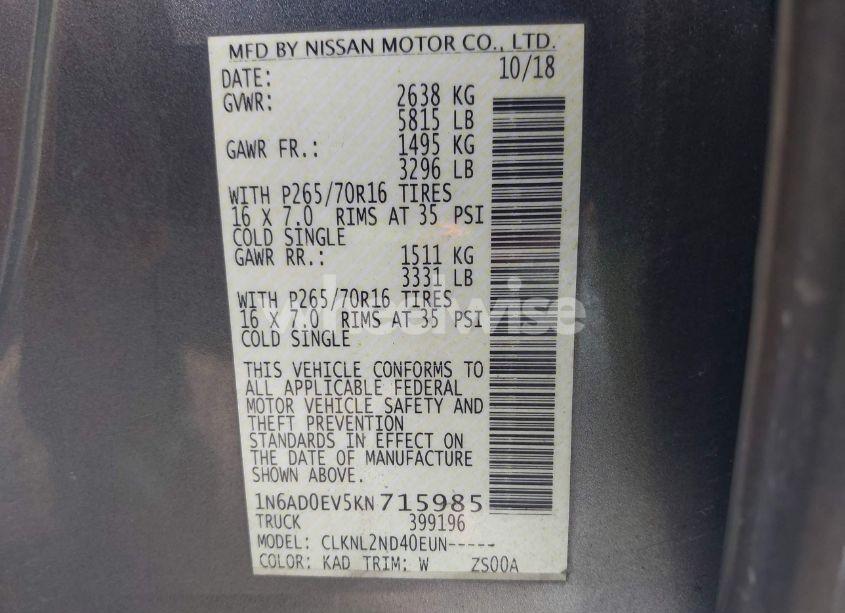 MFD BY NISSAN MOTOR CO., LTD.
DATE: 10/18
GVWR: 2638 KG
5815 LB
GAWR FR.: 1495 KG
3296 LB
WITH P265/70R16 TIRES
16 X 7.0 RIMS AT 35 PSI
COLD SINGLE
GAWR RR.: 1511 KG
3331 LB
WITH P265/70R16 TIRES
16 X 7.0 RIMS AT 35 PSI
COLD SINGLE
wheelwise
THIS VEHICLE CONFORMS TO
ALL APPLICABLE FEDERAL
MOTOR VEHICLE SAFETY AND
THEFT PREVENTION
STANDARDS IN EFFECT ON
THE DATE OF MANUFACTURE
SHOWN ABOVE.
1N6AD0EV5KN715985
TRUCK 399196
MODEL: CLKNL2ND40EUN-----
COLOR: KAD TRIM: W ZS00A